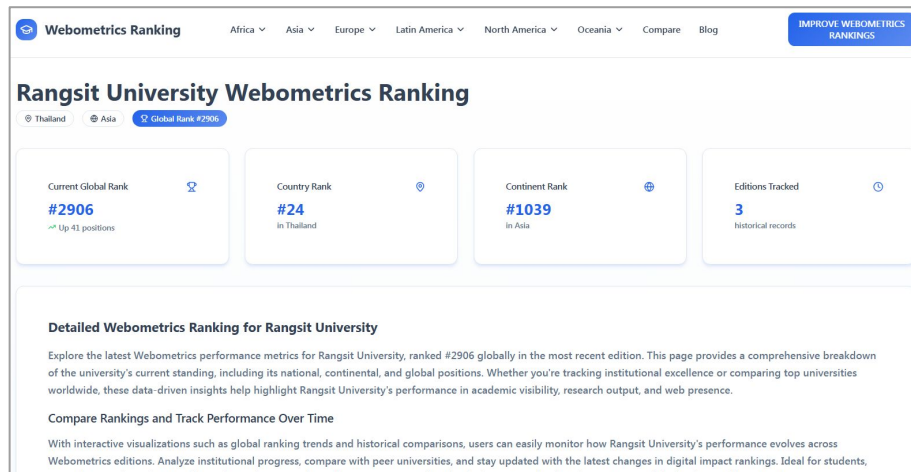 Webometrics Ranking
Africa
Asia
Europe
Latin America
North America
Oceania
Compare
Blog
IMPROVE WEBOMETRICS
RANKINGS
Rangsit University Webometrics Ranking
Thailand
Asia
Global Rank #2906
Current Global Rank
#2906
Up 41 positions
Country Rank
#24
in Thailand
Continent Rank
#1039
in Asia
Editions Tracked
3
historical records
Detailed Webometrics Ranking for Rangsit University
Explore the latest Webometrics performance metrics for Rangsit University, ranked #2906 globally in the most recent edition. This page provides a comprehensive breakdown
of the university's current standing, including its national, continental, and global positions. Whether you're tracking institutional excellence or comparing top universities
worldwide, these data-driven insights help highlight Rangsit University's performance in academic visibility, research output, and web presence.
Compare Rankings and Track Performance Over Time
With interactive visualizations such as global ranking trends and historical comparisons, users can easily monitor how Rangsit University's performance evolves across
Webometrics editions. Analyze institutional progress, compare with peer universities, and stay updated with the latest changes in digital impact rankings. Ideal for students,